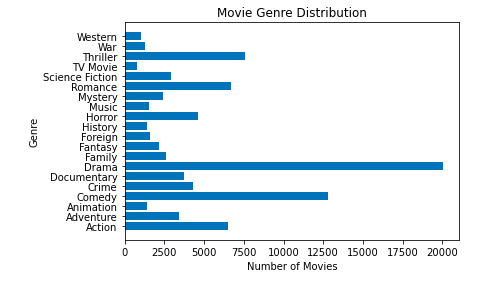 Movie Genre Distribution
Genre
Western
War
Thriller
TV Movie
Science Fiction
Romance
Mystery
Music
Horror
History
Foreign
Fantasy
Family
Drama
Documentary
Crime
Comedy
Animation
Adventure
Action
0 2500 5000 7500 10000 12500 15000 17500 20000
Number of Movies